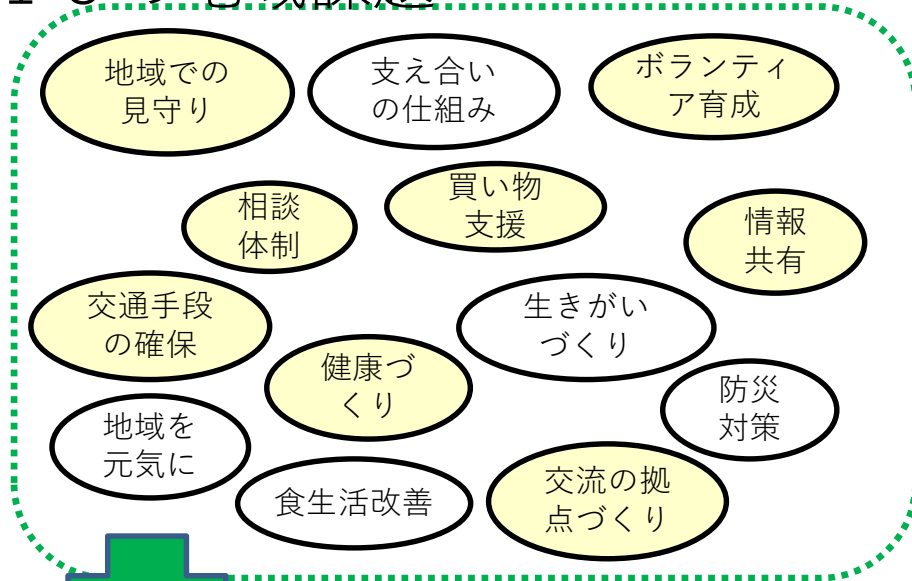 地域での
見守り
支え合い
の仕組み
ボランティ
ア育成
相談
体制
買い物
支援
情報
共有
交通手段
の確保
生きがい
づくり
健康づ
くり
防災
対策
地域を
元気に
食生活改善
交流の拠
点づくり